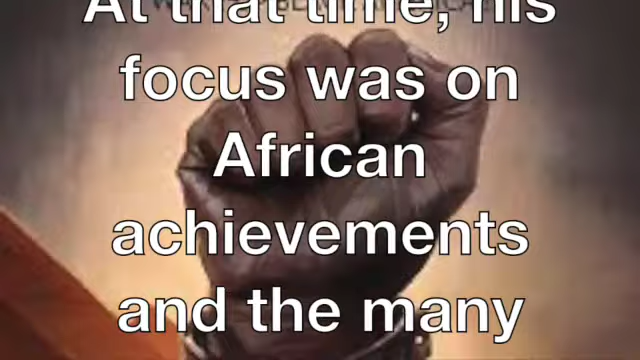 At that time, his
focus was on
African
achievements
and the many